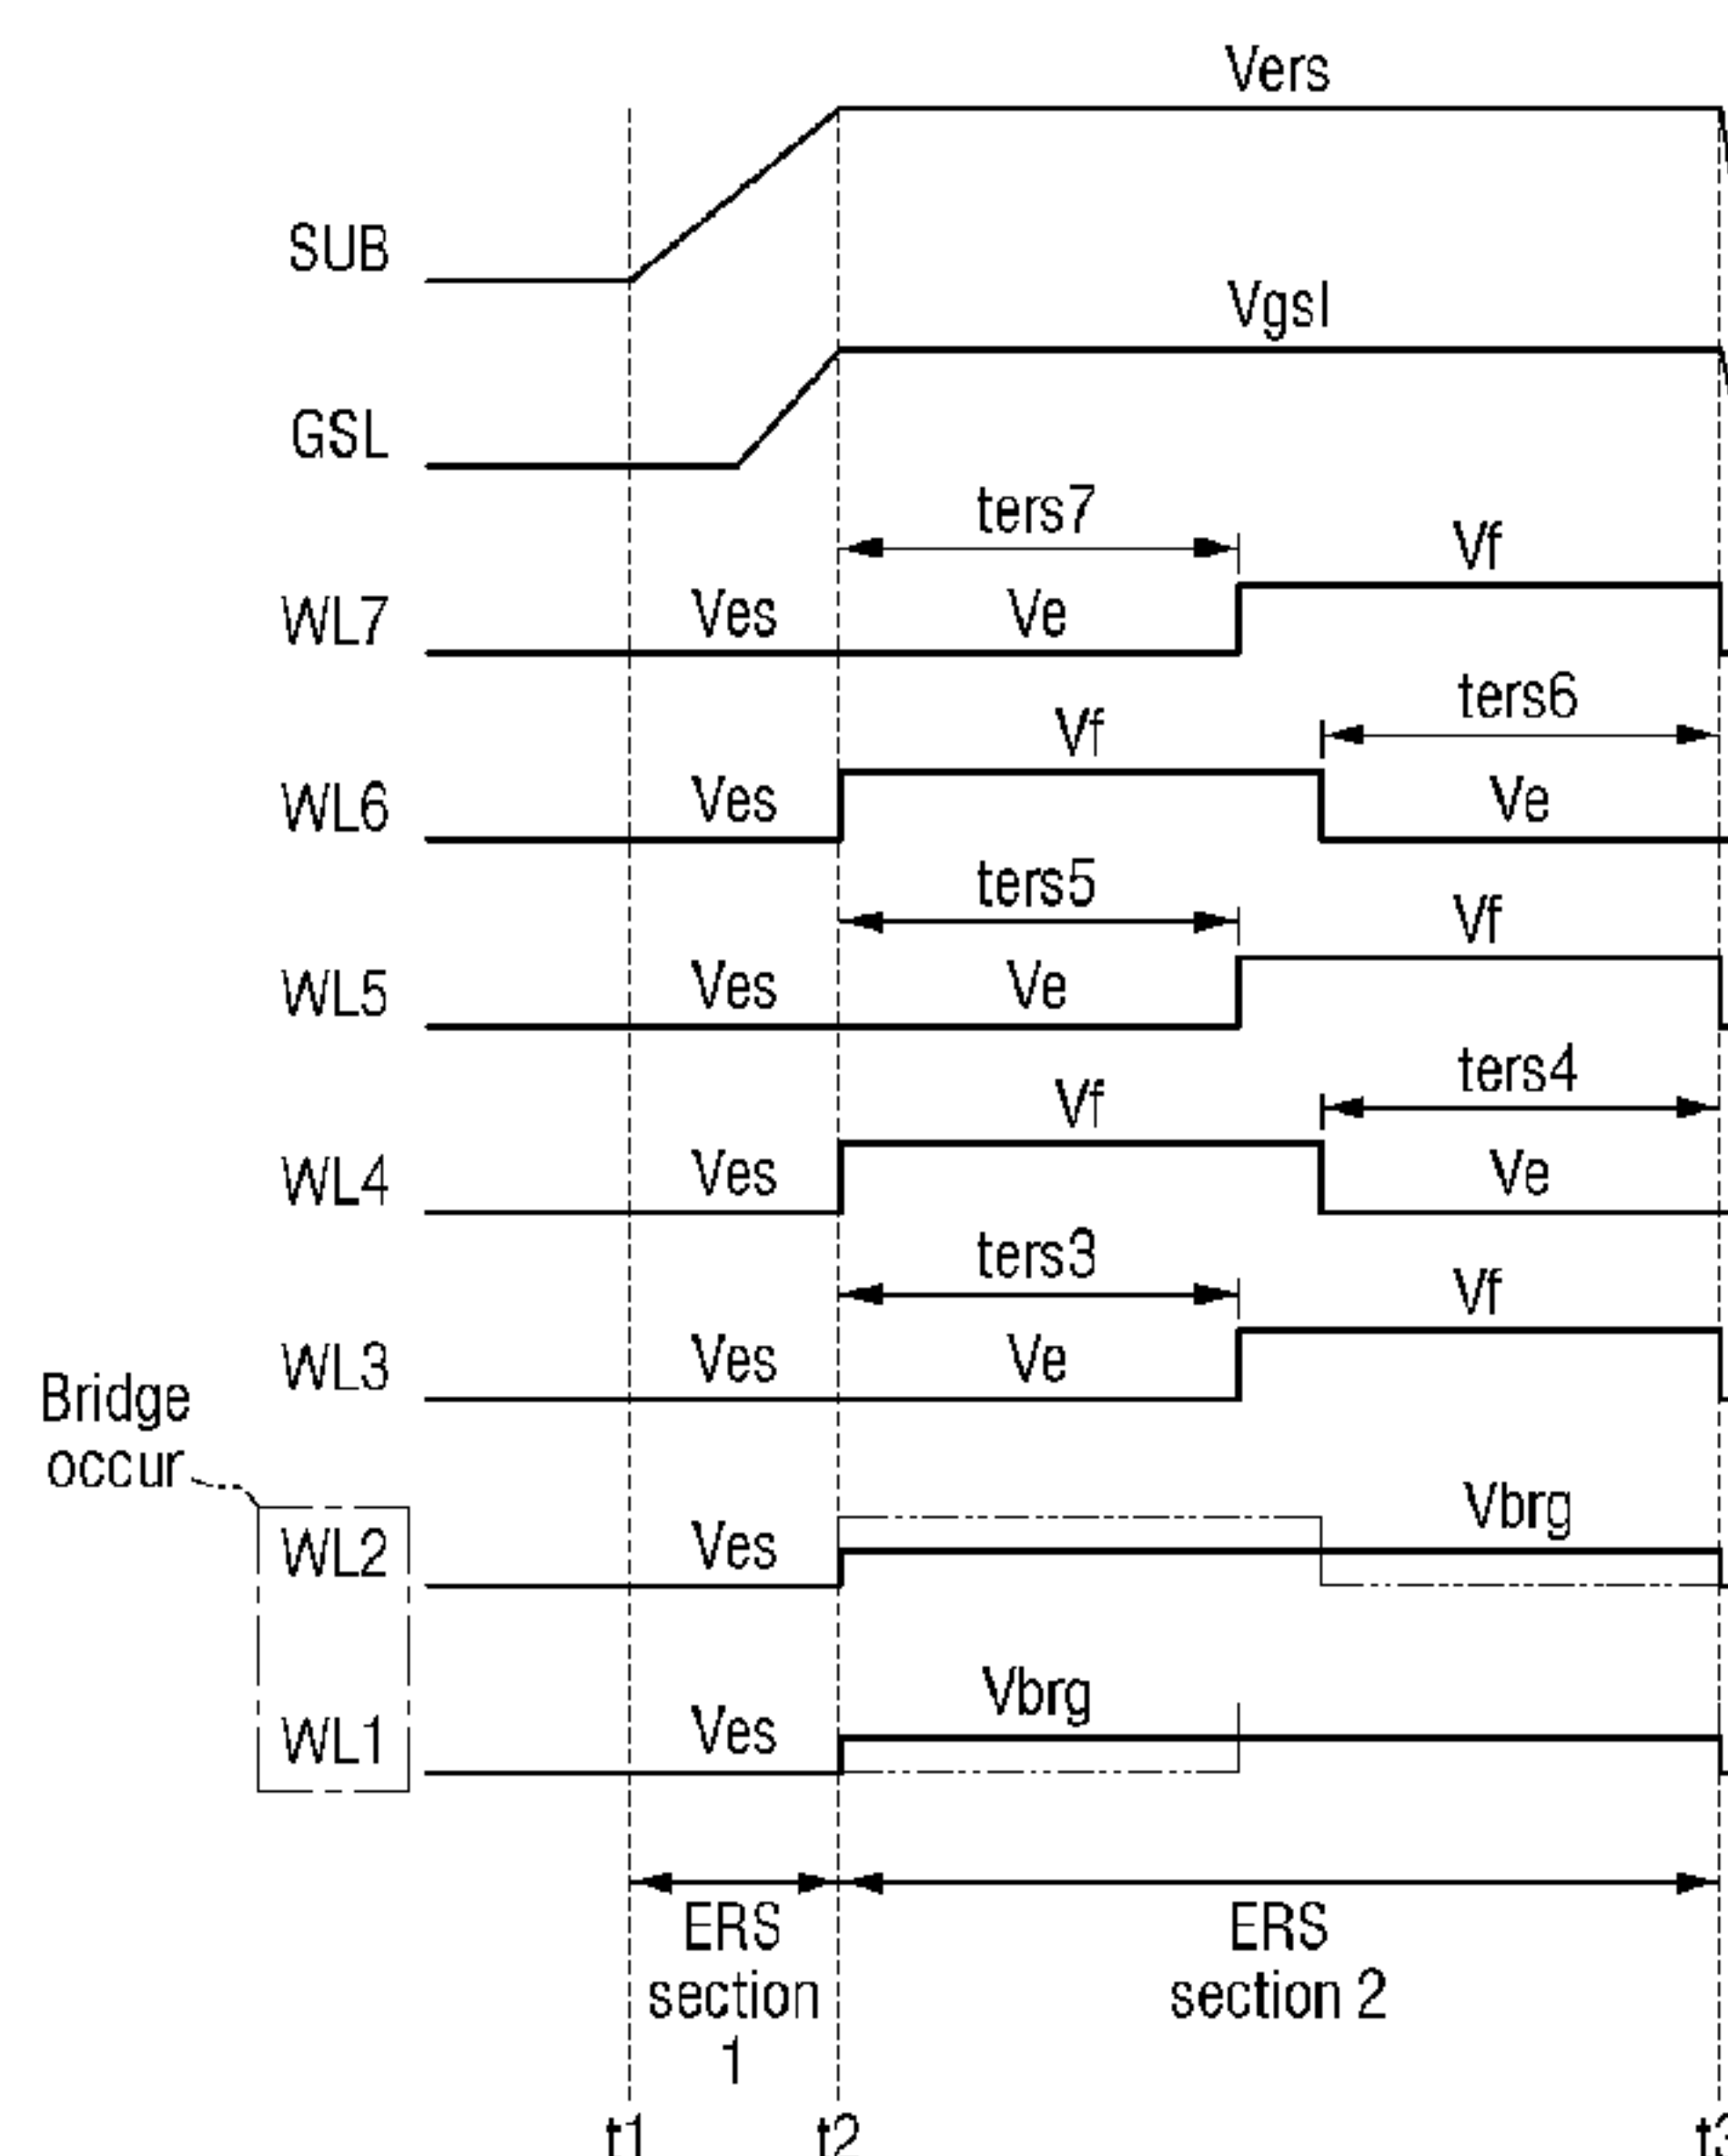 Vers
SUB
Vgsl
GSL
ters7
Vf
WL7
Ves
Ve
ters6
Vf
WL6
Ves
Ve
ters5
Vf
WL5
Ves
Ve
ters4
Vf
WL4
Ves
Ve
ters3
Vf
WL3
Ves
Ve
Bridge
occur
Vbrg
WL2
Ves
Vbrg
WL1
Ves
ERS
section
1
ERS
section 2
t1
t2
t3